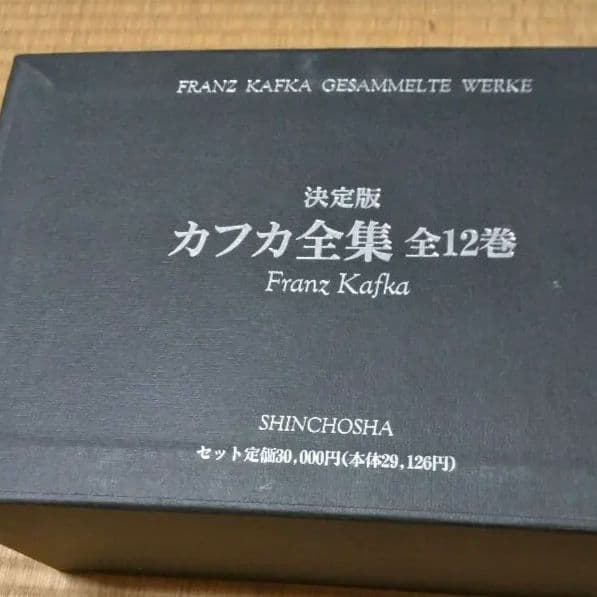 FRANZ KAFKA GESAMMELTE WERKE
決定版
カフカ全集 全12巻
Franz Kafka
SHINCHOSHA
セット定価30,000円(本体29,126円)